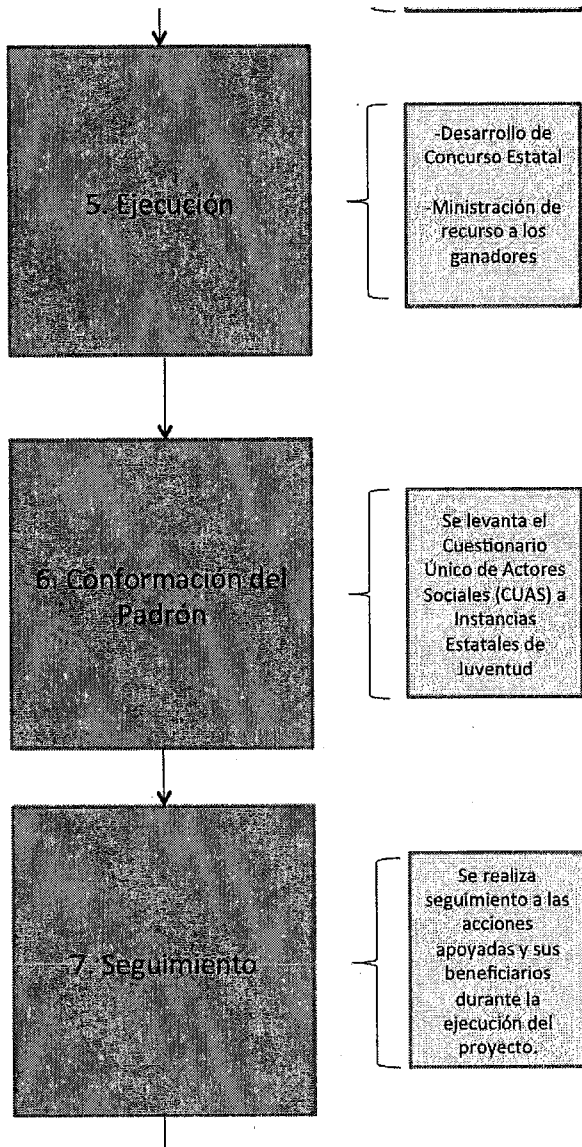 5. Ejecución
-Desarrollo de
Concurso Estatal
-Ministración de
recurso a los
ganadores
6. Conformación del
Padrón
Se levanta el
Cuestionario
Único de Actores
Sociales (CUAS) a
Instancias
Estatales de
Juventud
7. Seguimiento
Se realiza
seguimiento a las
acciones
apoyadas y sus
beneficiarios
durante la
ejecución del
proyecto.